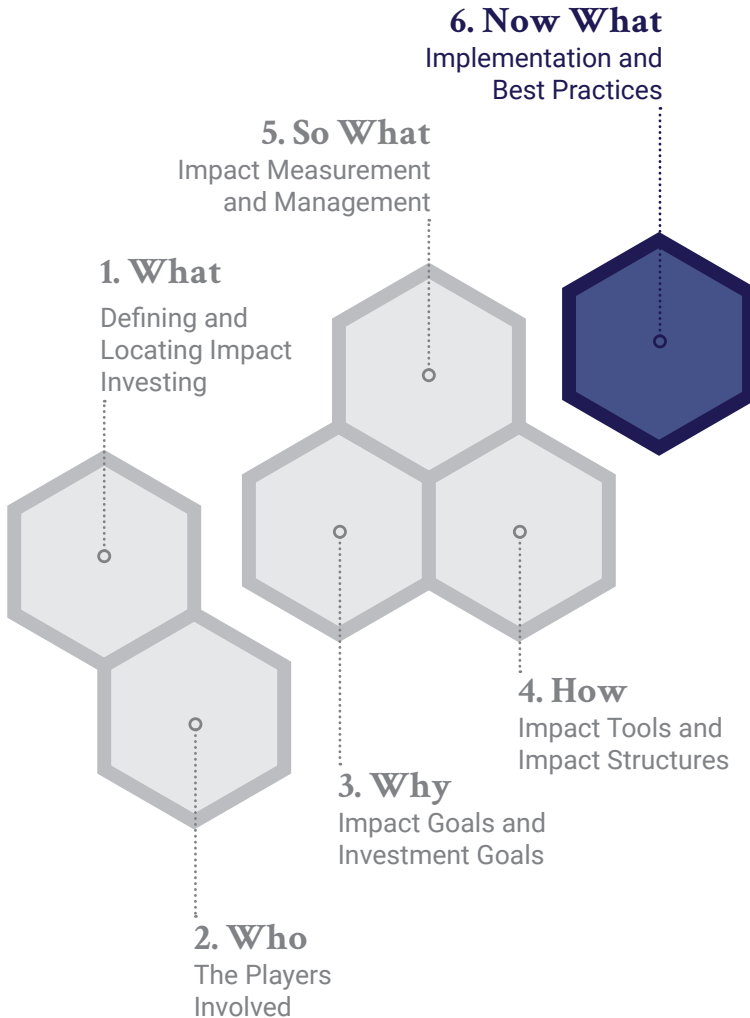 6. Now What
Implementation and
Best Practices
5. So What
Impact Measurement
and Management
1. What
Defining and
Locating Impact
Investing
4. How
Impact Tools and
Impact Structures
3. Why
Impact Goals and
Investment Goals
2. Who
The Players
Involved